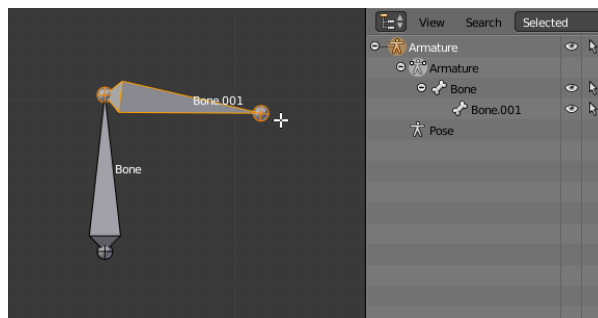 View Search Selected
Armature
Armature
Bone
Bone.001
Pose
Bone.001
Bone